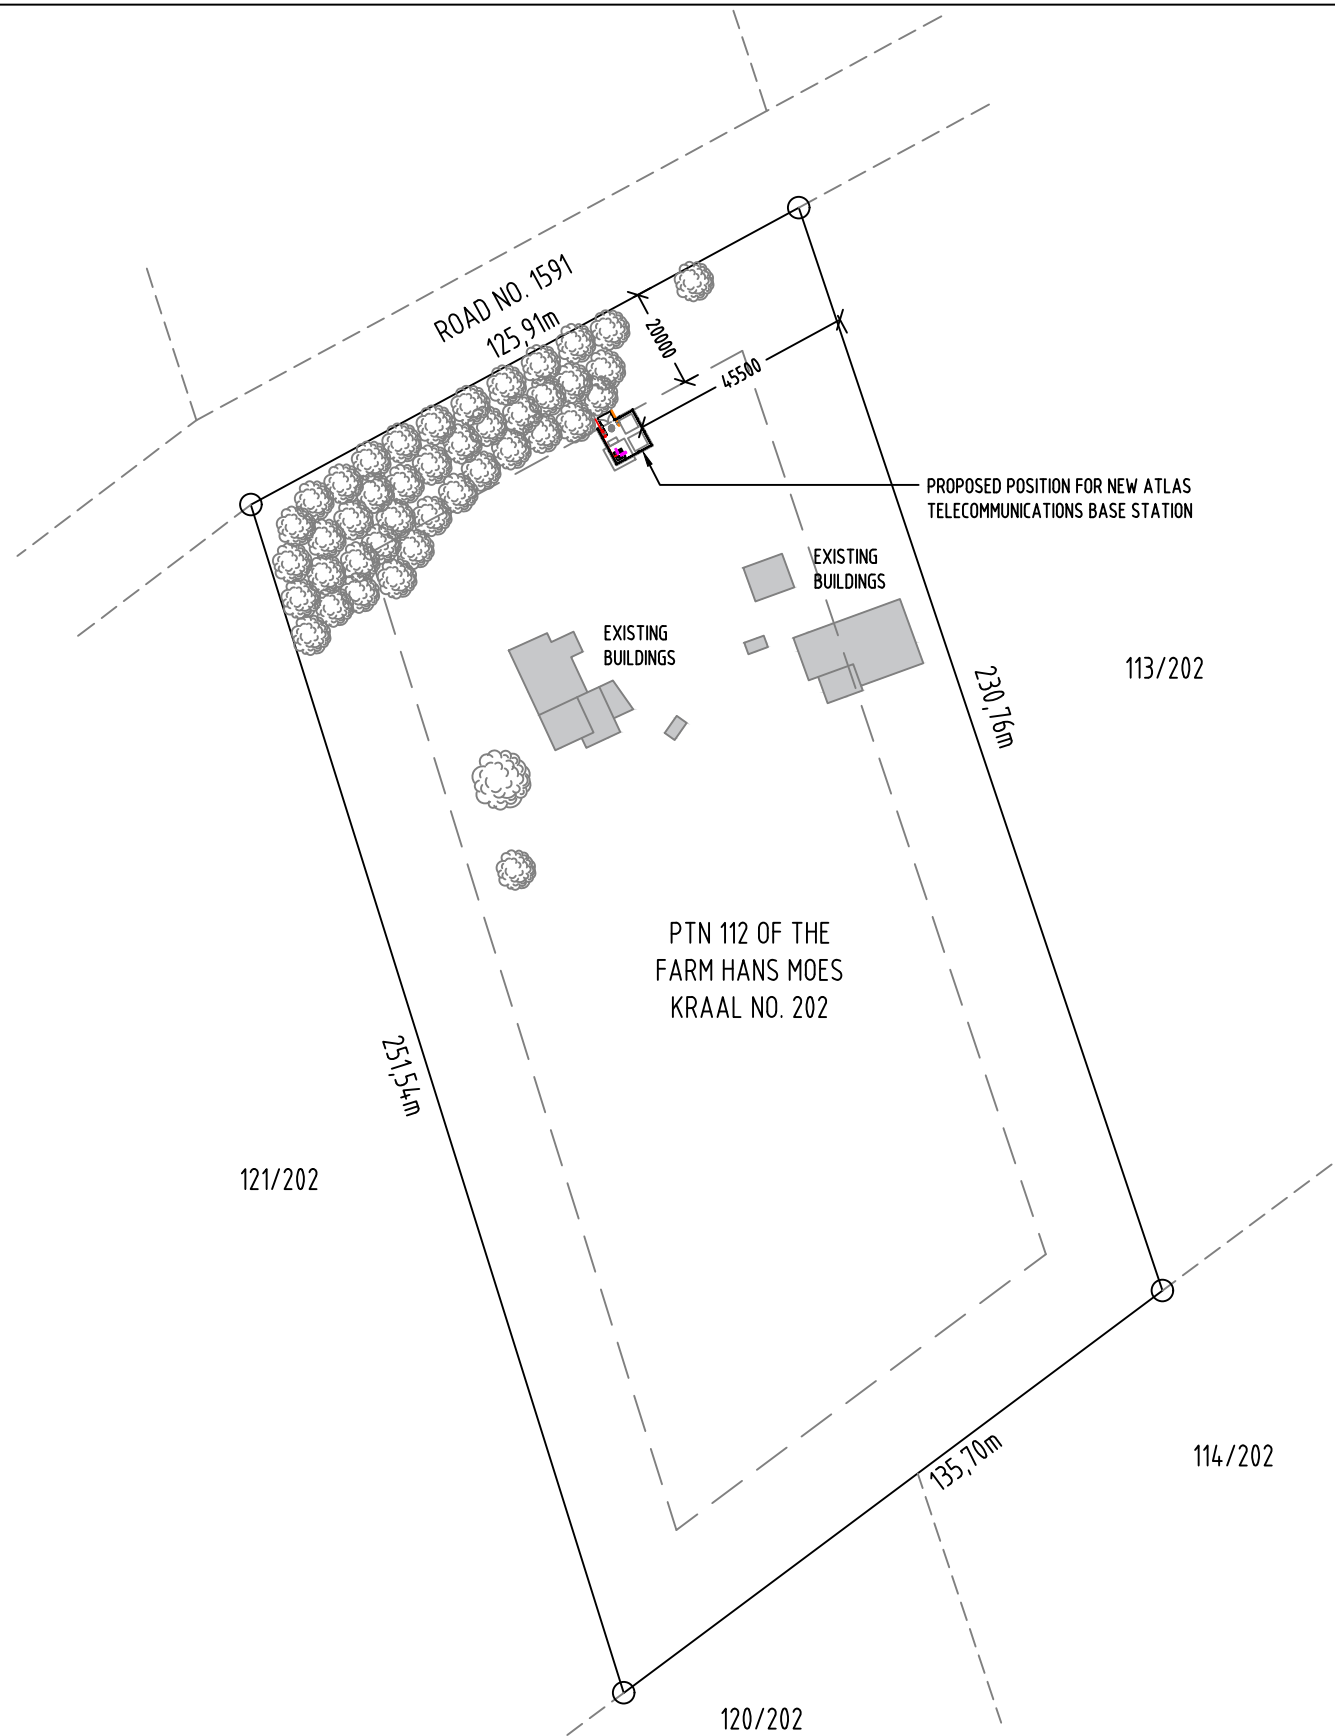 ROAD NO. 1591
125,91m
20000
45500
PROPOSED POSITION FOR NEW ATLAS
TELECOMMUNICATIONS BASE STATION
EXISTING
BUILDINGS
EXISTING
BUILDINGS
113/202
230,76m
PTN 112 OF THE
FARM HANS MOES
KRAAL NO. 202
251,54m
121/202
135,70m
114/202
120/202